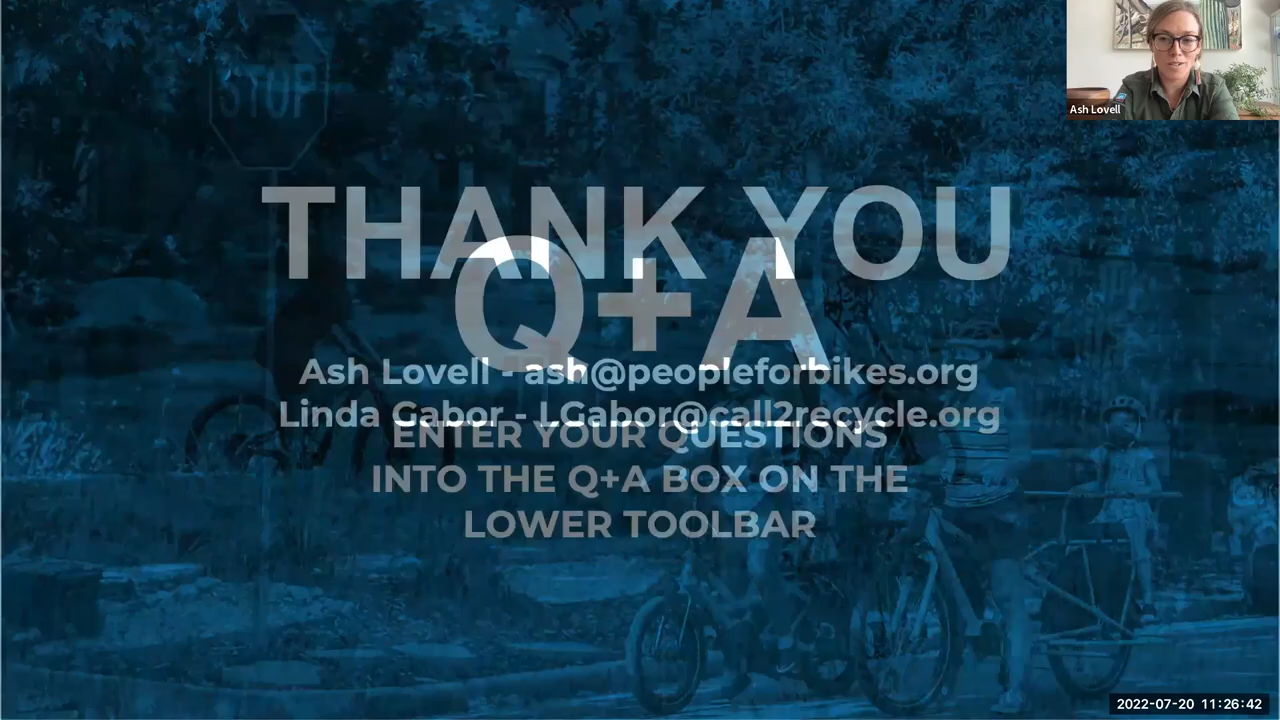 STOP
Ash Lovell
THANK YOU
Q+A
Ash Lovell - ash@peopleforbikes.org
Linda Gabor - LGabor@call2recycle.org
ENTER YOUR QUESTIONS
INTO THE Q+A BOX ON THE
LOWER TOOLBAR
2022-07-20 11:26:42